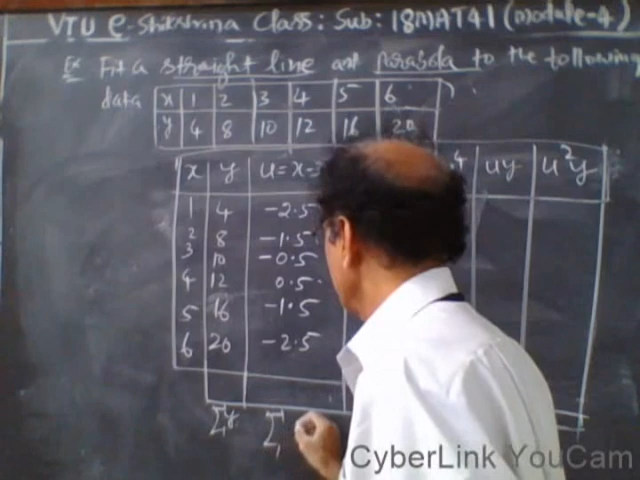 VTU e-Shikshna Class: Sub: 18MAT41 (module-4)
Ex Fit a straight line and Parabola to the following
data x 1 2 3 4 5 6
y 4 8 10 12 16 20
x y u=x-3 4 uy u²y
1 4 -2.5
2 8 -1.5
3 10 -0.5
4 12 0.5
5 16 -1.5
6 20 -2.5
Σy Σ
CyberLink YouCam